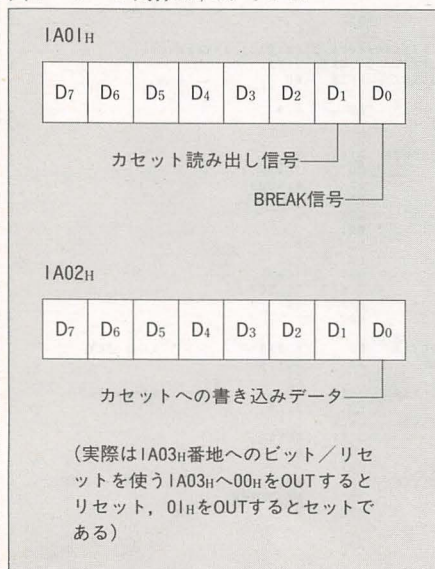 1A01H
D7 D6 D5 D4 D3 D2 D1 D0
カセット読み出し信号
BREAK信号
1A02H
D7 D6 D5 D4 D3 D2 D1 D0
カセットへの書き込みデータ
(実際は1A03H番地へのビット/リセ
ットを使う1A03Hへ00HをOUTすると
リセット,01HをOUTするとセットで
ある)